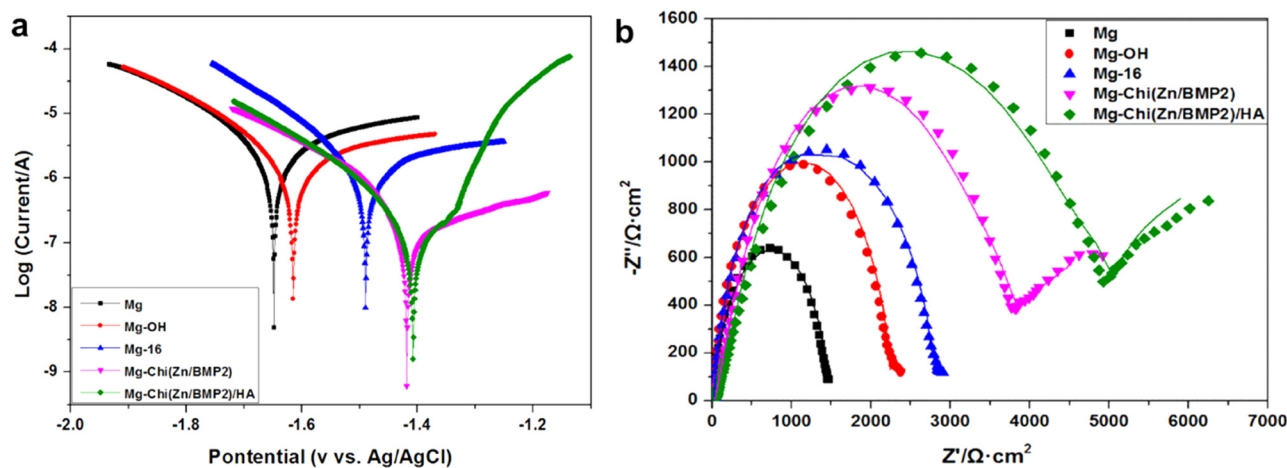 a
Log (Current/A)
-4
-5
-6
-7
-8
-9
Mg
Mg-OH
Mg-16
Mg-Chi(Zn/BMP2)
Mg-Chi(Zn/BMP2)/HA
-2.0
-1.8
-1.6
-1.4
-1.2
Pontential (v vs. Ag/AgCl)
b
-Z''/Ω·cm²
1600
1400
1200
1000
800
600
400
200
0
Mg
Mg-OH
Mg-16
Mg-Chi(Zn/BMP2)
Mg-Chi(Zn/BMP2)/HA
0
1000
2000
3000
4000
5000
6000
7000
Z'/Ω·cm²